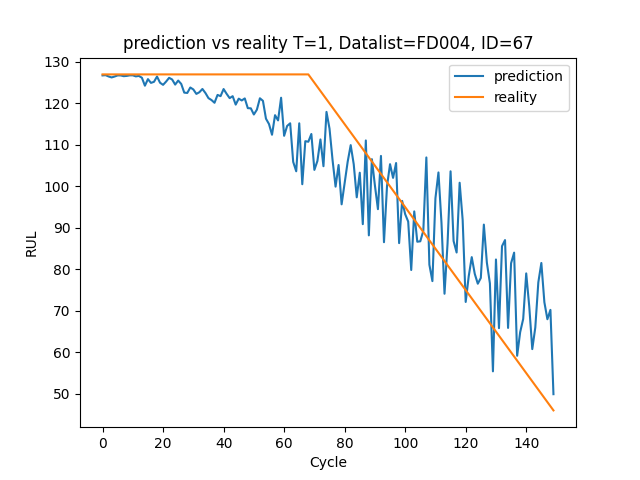 prediction vs reality T=1, Datalist=FD004, ID=67
prediction
reality
RUL
130
120
110
100
90
80
70
60
50
0 20 40 60 80 100 120 140
Cycle